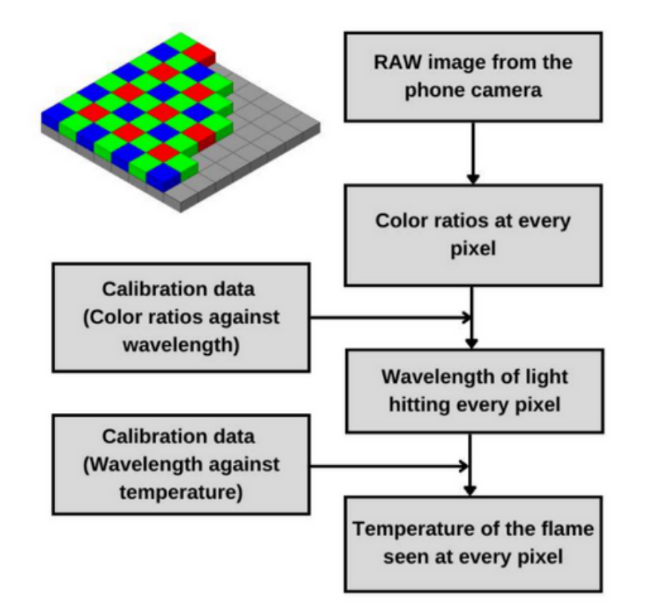 RAW image from the
phone camera
Color ratios at every
pixel
Calibration data
(Color ratios against
wavelength)
Wavelength of light
hitting every pixel
Calibration data
(Wavelength against
temperature)
Temperature of the flame
seen at every pixel